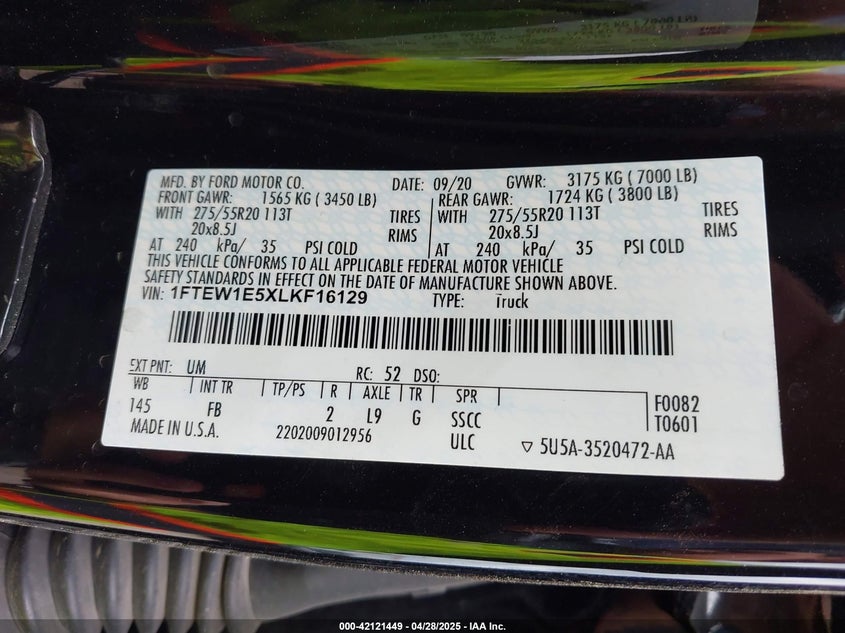 MFD. BY FORD MOTOR CO. DATE: 09/20 GVWR: 3175 KG ( 7000 LB)
FRONT GAWR: 1565 KG ( 3450 LB) REAR GAWR: 1724 KG ( 3800 LB)
WITH 275/55R20 113T TIRES WITH 275/55R20 113T TIRES
20x8.5J RIMS 20x8.5J RIMS
AT 240 kPa/ 35 PSI COLD AT 240 kPa/ 35 PSI COLD
THIS VEHICLE CONFORMS TO ALL APPLICABLE FEDERAL MOTOR VEHICLE
SAFETY STANDARDS IN EFFECT ON THE DATE OF MANUFACTURE SHOWN ABOVE.
VIN: 1FTEW1E5XLKF16129 TYPE: Truck
EXT PNT: UM RC: 52 DSO:
WB INT TR TP/PS R AXLE TR SPR F0082
145 FB 2 L9 G SSCC T0601
MADE IN U.S.A. 2202009012956 ULC ▽ 5U5A-3520472-AA
000-42121449 - 04/28/2025 - IAA Inc.